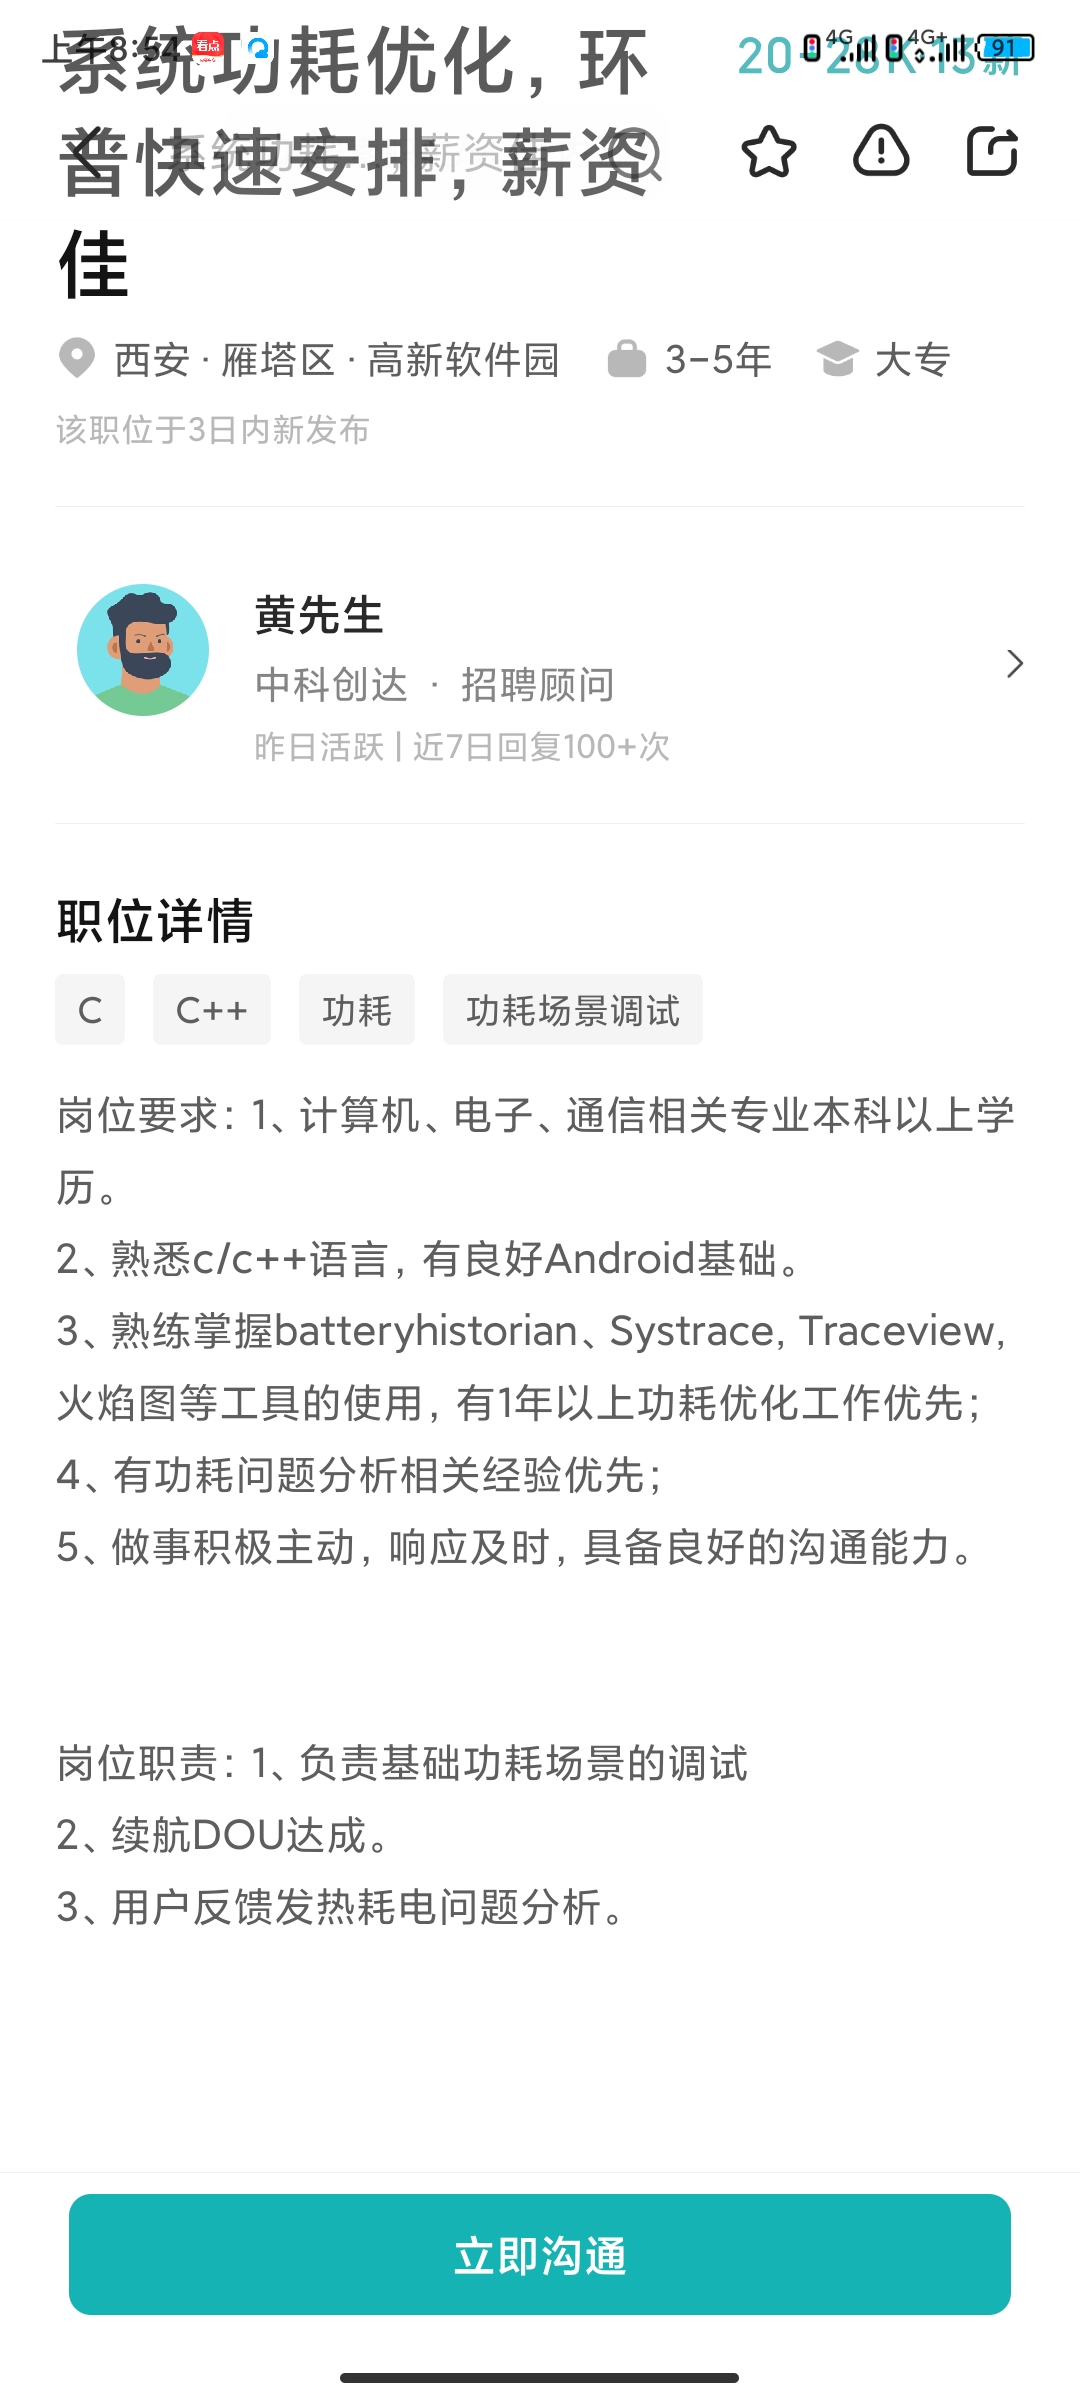 上午8:54
4G 4G+ 91
系统功耗优化，环
普快速安排，薪资
佳
20-28K·13薪
西安 · 雁塔区 · 高新软件园 3-5年 大专
该职位于3日内新发布
黄先生
中科创达 · 招聘顾问
昨日活跃 | 近7日回复100+次
职位详情
C C++ 功耗 功耗场景调试
岗位要求：1、计算机、电子、通信相关专业本科以上学
历。
2、熟悉c/c++语言，有良好Android基础。
3、熟练掌握batteryhistorian、Systrace, Traceview,
火焰图等工具的使用，有1年以上功耗优化工作优先；
4、有功耗问题分析相关经验优先；
5、做事积极主动，响应及时，具备良好的沟通能力。
岗位职责：1、负责基础功耗场景的调试
2、续航DOU达成。
3、用户反馈发热耗电问题分析。
立即沟通